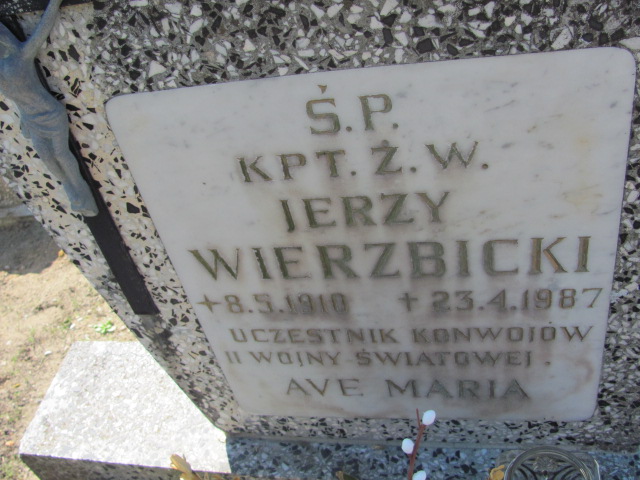 Ś.P.
KPT. Ż. W.
JERZY
WIERZBICKI
+8.5.1910 +23.4.1987
UCZESTNIK KONWOJÓW
II WOJNY ŚWIATOWEJ.
AVE MARIA